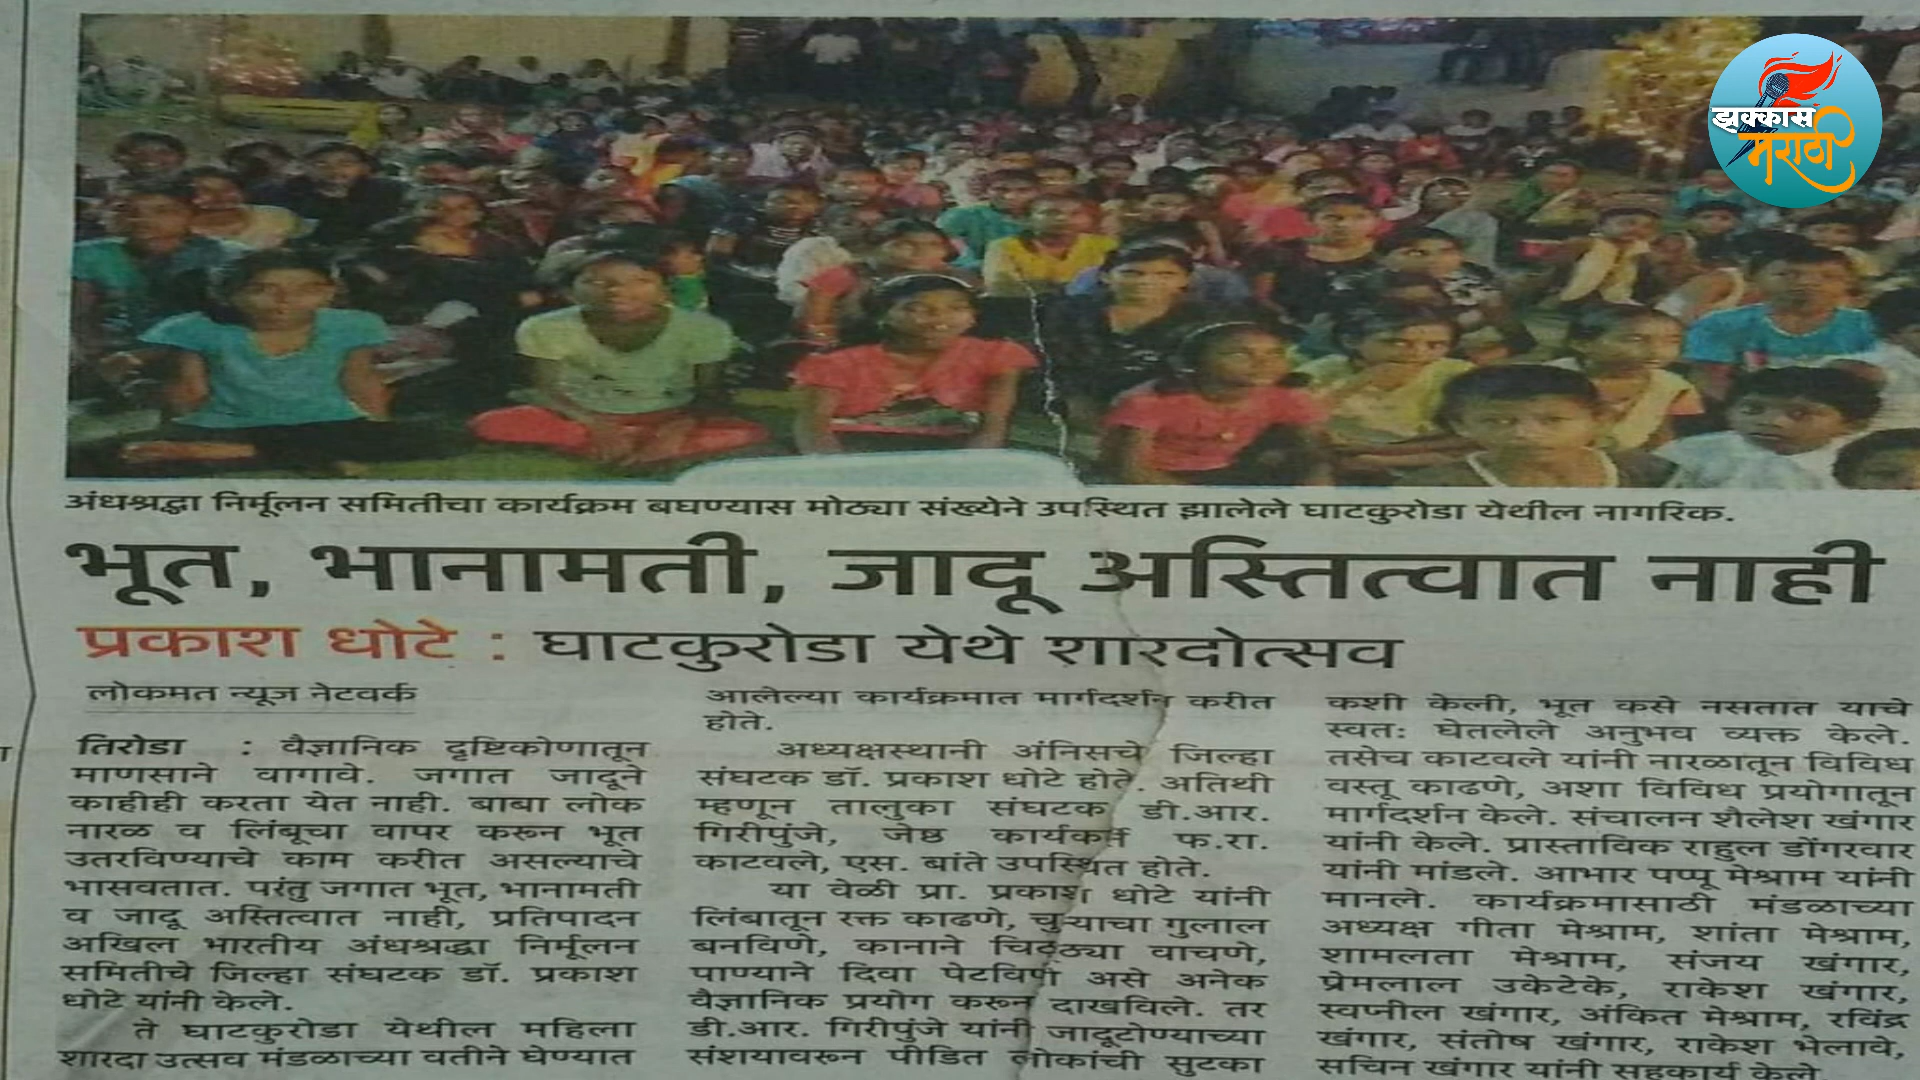 झक्कास
मराठी
अंधश्रद्धा निर्मूलन समितीचा कार्यक्रम बघण्यास मोठ्या संख्येने उपस्थित झालेले घाटकुरोडा येथील नागरिक.
भूत, भानामती, जादू अस्तित्वात नाही
प्रकाश धोटे : घाटकुरोडा येथे शारदोत्सव
लोकमत न्यूज नेटवर्क
तिरोडा : वैज्ञानिक दृष्टिकोणातून
माणसाने वागावे. जगात जादूने
काहीही करता येत नाही. बाबा लोक
नारळ व लिंबूचा वापर करून भूत
उतरविण्याचे काम करीत असल्याचे
भासवतात. परंतु जगात भूत, भानामती
व जादू अस्तित्वात नाही, प्रतिपादन
अखिल भारतीय अंधश्रद्धा निर्मूलन
समितीचे जिल्हा संघटक डॉ. प्रकाश
धोटे यांनी केले.
ते घाटकुरोडा येथील महिला
शारदा उत्सव मंडळाच्या वतीने घेण्यात
आलेल्या कार्यक्रमात मार्गदर्शन करीत
होते.
अध्यक्षस्थानी अंनिसचे जिल्हा
संघटक डॉ. प्रकाश धोटे होते. अतिथी
म्हणून तालुका संघटक डी.आर.
गिरीपुंजे, जेष्ठ कार्यकर्ते फ.रा.
काटवले, एस. बांते उपस्थित होते.
या वेळी प्रा. प्रकाश धोटे यांनी
लिंबातून रक्त काढणे, चुऱ्याचा गुलाल
बनविणे, कानाने चिठ्ठ्या वाचणे,
पाण्याने दिवा पेटविणे असे अनेक
वैज्ञानिक प्रयोग करून दाखविले. तर
डी.आर. गिरीपुंजे यांनी जादूटोण्याच्या
संशयावरून पीडित लोकांची सुटका
कशी केली, भूत कसे नसतात याचे
स्वतः घेतलेले अनुभव व्यक्त केले.
तसेच काटवले यांनी नारळातून विविध
वस्तू काढणे, अशा विविध प्रयोगातून
मार्गदर्शन केले. संचालन शैलेश खंगार
यांनी केले. प्रास्ताविक राहुल डोंगरवार
यांनी मांडले. आभार पप्पू मेश्राम यांनी
मानले. कार्यक्रमासाठी मंडळाच्या
अध्यक्ष गीता मेश्राम, शांता मेश्राम,
शामलता मेश्राम, संजय खंगार,
प्रेमलाल उकेटेके, राकेश खंगार,
स्वप्नील खंगार, अंकित मेश्राम, रविंद्र
खंगार, संतोष खंगार, राकेश भेलावे,
सचिन खंगार यांनी सहकार्य केले